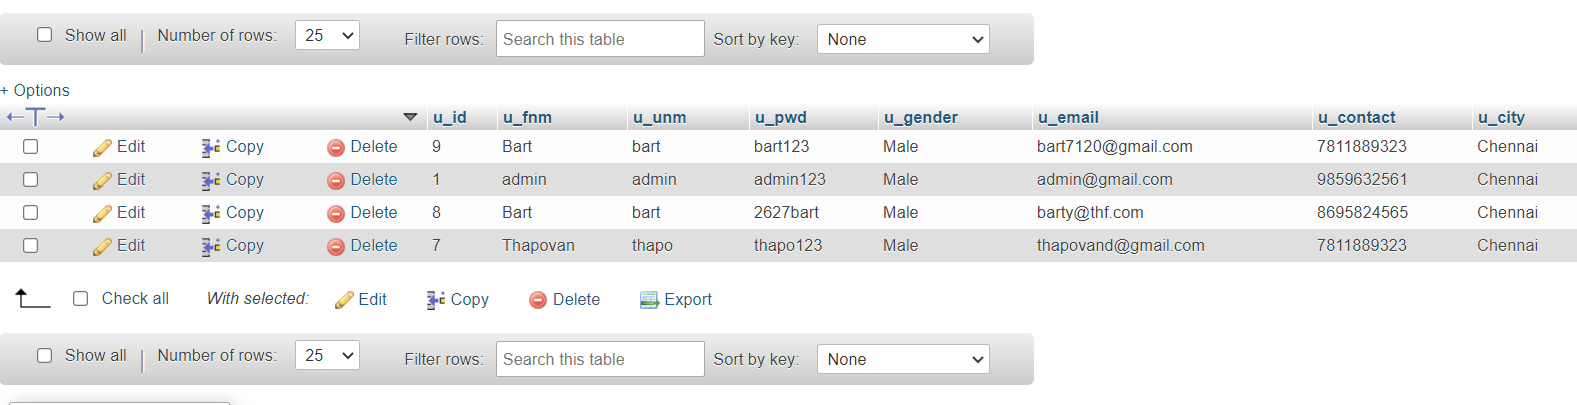 Show all | Number of rows: 25 Filter rows: Search this table Sort by key: None
+ Options
←T→ u_id u_fnm u_unm u_pwd u_gender u_email u_contact u_city
Edit Copy Delete 9 Bart bart bart123 Male bart7120@gmail.com 7811889323 Chennai
Edit Copy Delete 1 admin admin admin123 Male admin@gmail.com 9859632561 Chennai
Edit Copy Delete 8 Bart bart 2627bart Male barty@thf.com 8695824565 Chennai
Edit Copy Delete 7 Thapovan thapo thapo123 Male thapovand@gmail.com 7811889323 Chennai
Check all With selected: Edit Copy Delete Export
Show all | Number of rows: 25 Filter rows: Search this table Sort by key: None